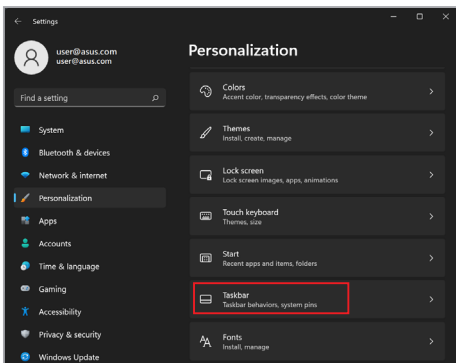 Settings
user@asus.com
user@asus.com
Find a setting
System
Bluetooth & devices
Network & internet
Personalization
Apps
Accounts
Time & language
Gaming
Accessibility
Privacy & security
Windows Update
Personalization
Colors
Accent color, transparency effects, color theme
Themes
Install, create, manage
Lock screen
Lock screen images, apps, animations
Touch keyboard
Themes, size
Start
Recent apps and items, folders
Taskbar
Taskbar behaviors, system pins
Fonts
Install, manage